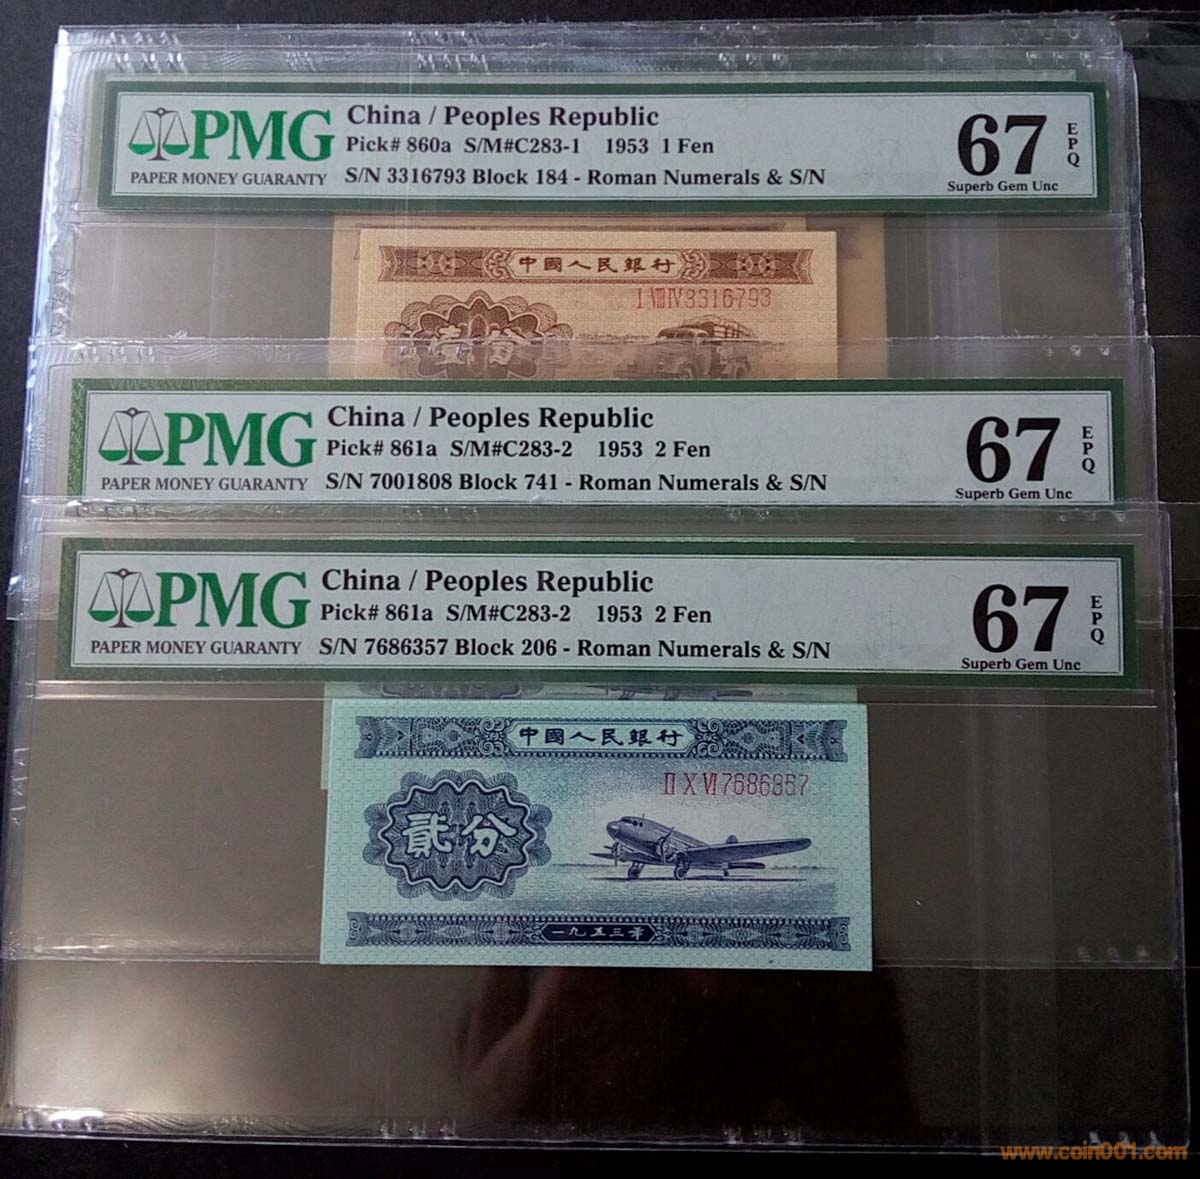 PMG
PAPER MONEY GUARANTY
China / Peoples Republic
Pick# 860a S/M#C283-1 1953 1 Fen
S/N 3316793 Block 184 - Roman Numerals & S/N
67
EPQ
Superb Gem Unc
中國人民銀行
I VIII IV 3316793
壹分
PMG
PAPER MONEY GUARANTY
China / Peoples Republic
Pick# 861a S/M#C283-2 1953 2 Fen
S/N 7001808 Block 741 - Roman Numerals & S/N
67
EPQ
Superb Gem Unc
PMG
PAPER MONEY GUARANTY
China / Peoples Republic
Pick# 861a S/M#C283-2 1953 2 Fen
S/N 7686357 Block 206 - Roman Numerals & S/N
67
EPQ
Superb Gem Unc
中國人民銀行
II X VI 7686357
貳分
一九五三年
www.coin001.com